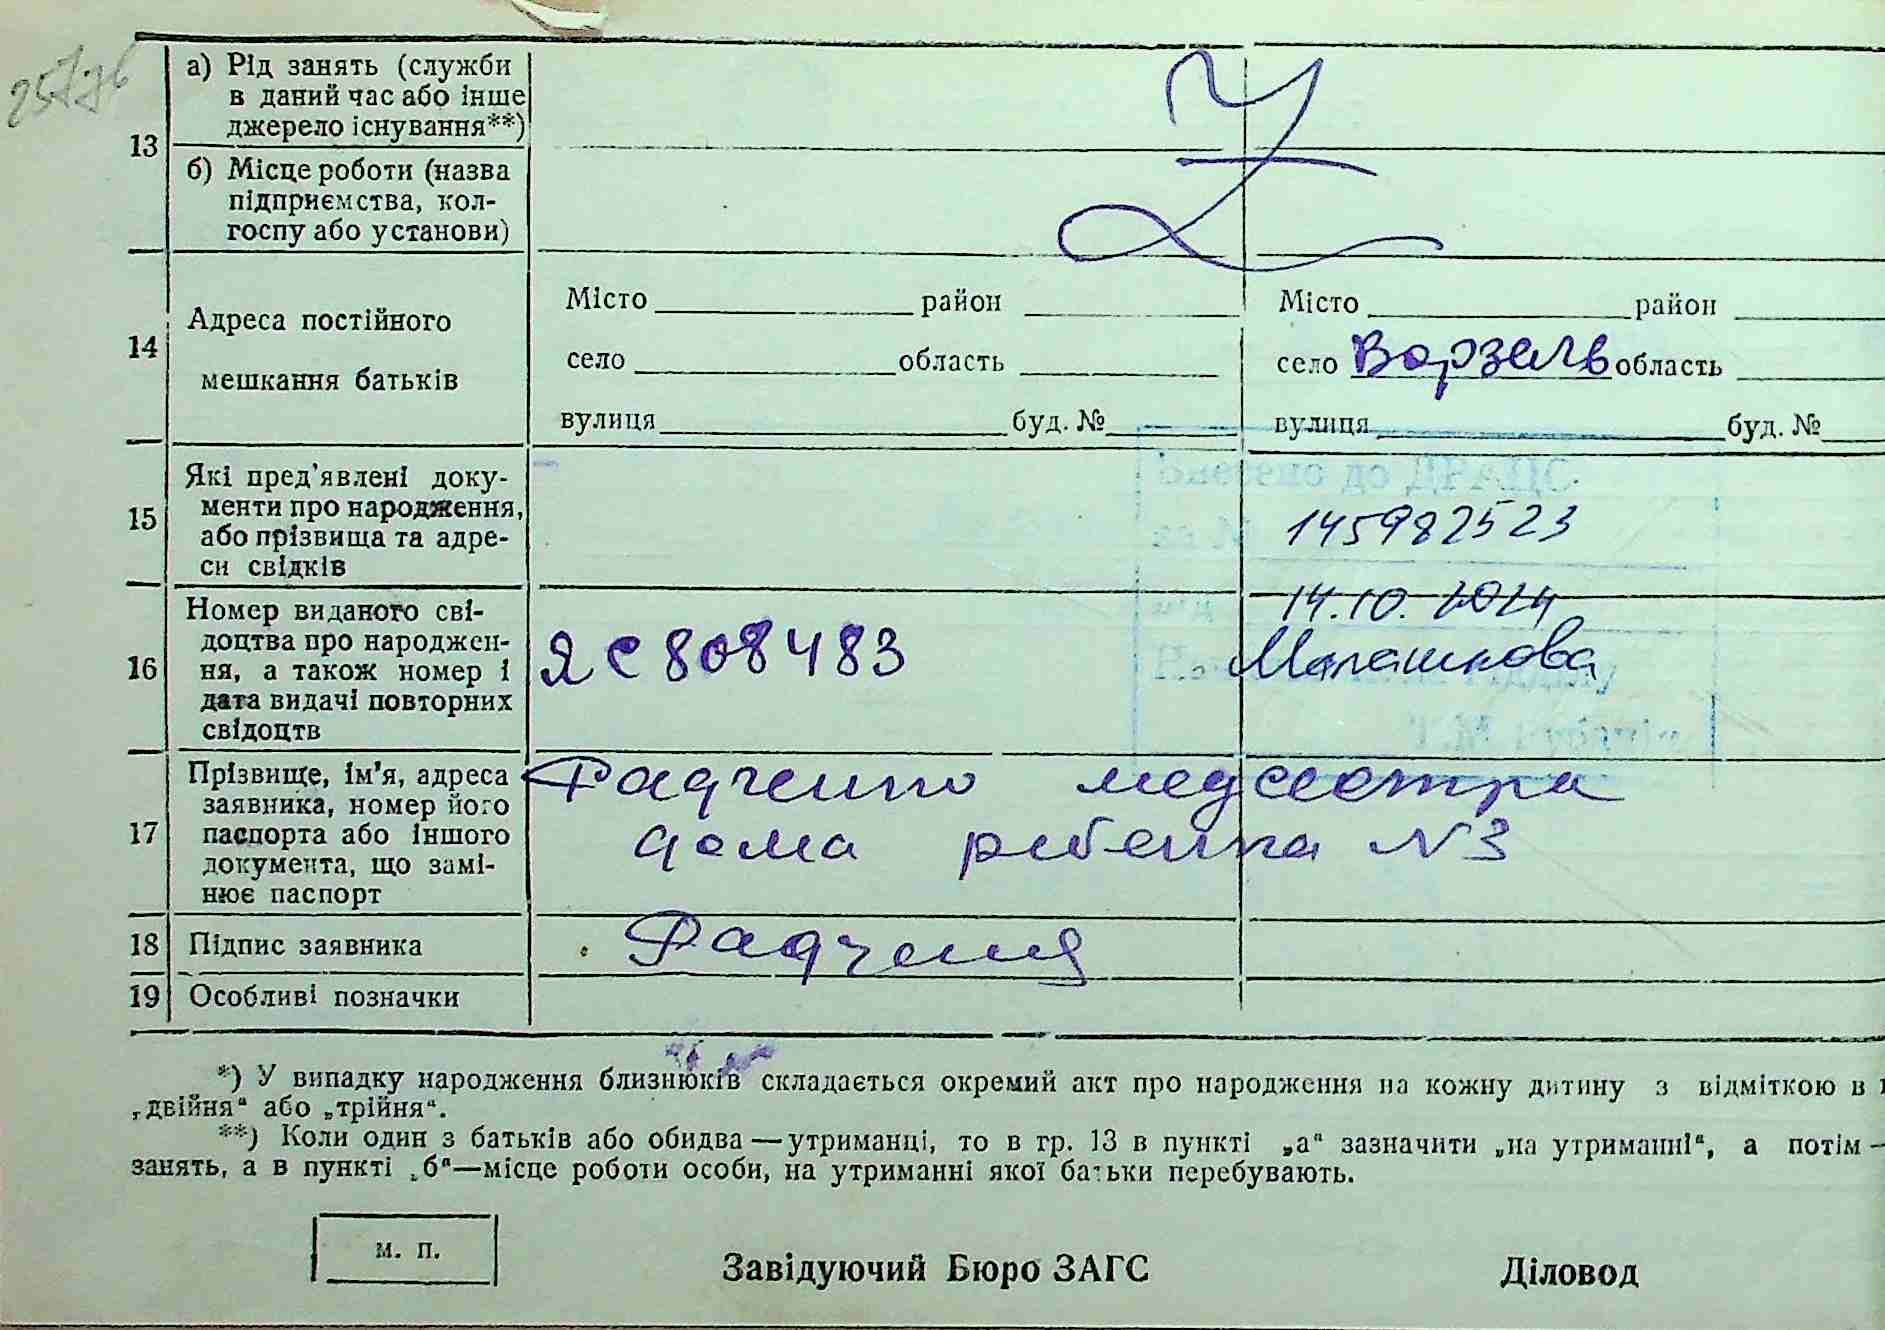 13
а) Рід занять (служби
в даний час або інше
джерело існування**)
б) Місце роботи (назва
підприємства, кол-
госпу або установи)
14
Адреса постійного
мешкання батьків
Місто район
село область
вулиця буд. №
Місто район
село Ворзель область
вулиця буд. №
15
Які пред'явлені доку-
менти про народження,
або прізвища та адре-
си свідків
Внесено до ДРАЦС
145982523
14.10.2024
16
Номер виданого сві-
доцтва про народжен-
ня, а також номер і
дата видачі повторних
свідоцтв
ЯС 808483
17
Прізвище, ім'я, адреса
заявника, номер його
паспорта або іншого
документа, що замі-
нює паспорт
медсестра
дома ребенка N 3
18
Підпис заявника
19
Особливі позначки
*) У випадку народження близнюків складається окремий акт про народження на кожну дитину з відміткою в
„двійня“ або „трійня“.
**) Коли один з батьків або обидва — утриманці, то в гр. 13 в пункті „а“ зазначити „на утриманні“, а потім —
занять, а в пункті „б“ — місце роботи особи, на утриманні якої батьки перебувають.
м. п.
Завідуючий Бюро ЗАГС
Діловод